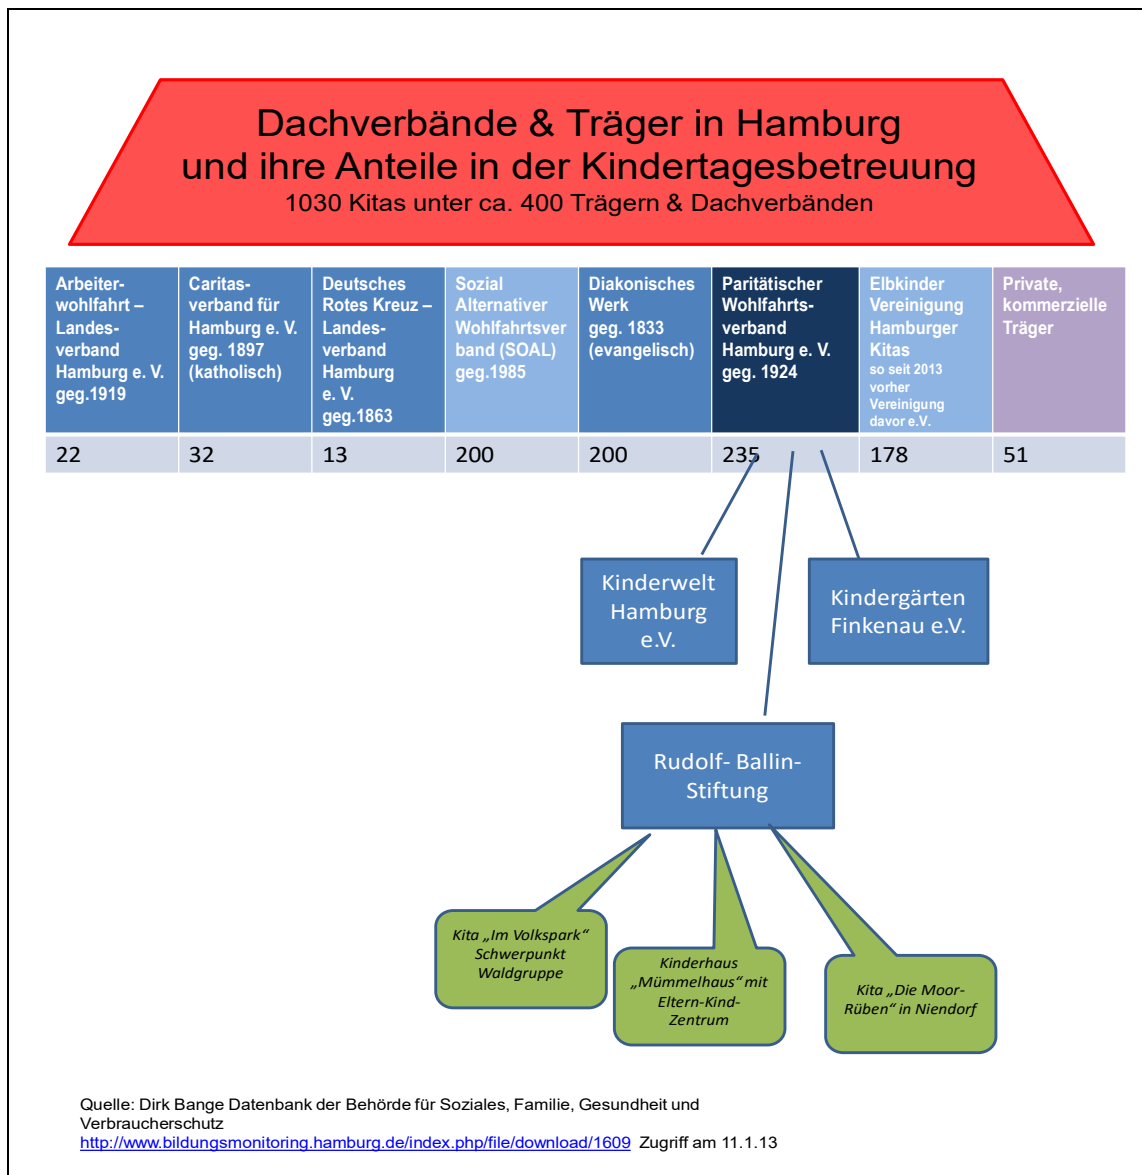 Dachverbände & Träger in Hamburg
und ihre Anteile in der Kindertagesbetreuung
1030 Kitas unter ca. 400 Trägern & Dachverbänden
Arbeiter-
wohlfahrt –
Landes-
verband
Hamburg e. V.
geg.1919
Caritas-
verband für
Hamburg e. V.
geg. 1897
(katholisch)
Deutsches
Rotes Kreuz –
Landes-
verband
Hamburg
e. V.
geg.1863
Sozial
Alternativer
Wohlfahrtsver
band (SOAL)
geg.1985
Diakonisches
Werk
geg. 1833
(evangelisch)
Paritätischer
Wohlfahrts-
verband
Hamburg e. V.
geg. 1924
Elbkinder
Vereinigung
Hamburger
Kitas
so seit 2013
vorher
Vereinigung
davor e.V.
Private,
kommerzielle
Träger
22 32 13 200 200 235 178 51
Kinderwelt
Hamburg
e.V.
Kindergärten
Finkenau e.V.
Rudolf- Ballin-
Stiftung
Kita „Im Volkspark“
Schwerpunkt
Waldgruppe
Kinderhaus
„Mümmelhaus“ mit
Eltern-Kind-
Zentrum
Kita „Die Moor-
Rüben“ in Niendorf
Quelle: Dirk Bange Datenbank der Behörde für Soziales, Familie, Gesundheit und
Verbraucherschutz
http://www.bildungsmonitoring.hamburg.de/index.php/file/download/1609 Zugriff am 11.1.13